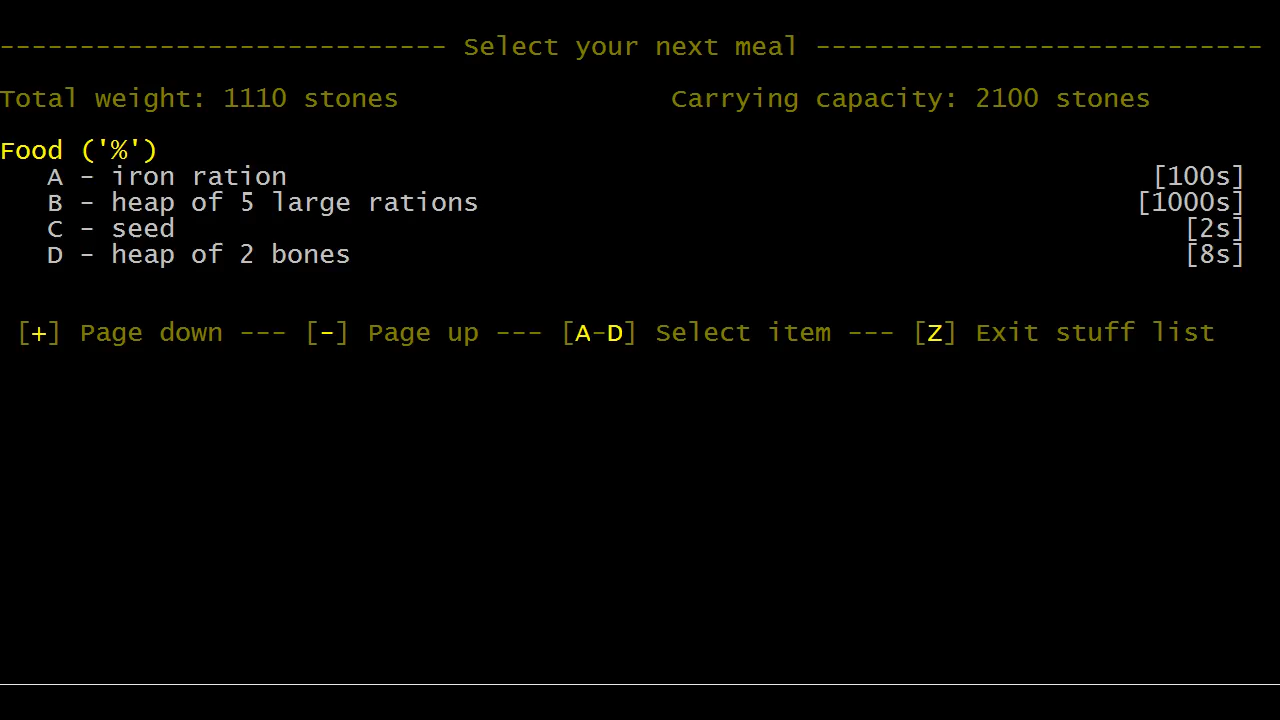 ---------------------------- Select your next meal ----------------------------
Total weight: 1110 stones Carrying capacity: 2100 stones
Food ('%')
A - iron ration [100s]
B - heap of 5 large rations [1000s]
C - seed [2s]
D - heap of 2 bones [8s]
[+] Page down --- [-] Page up --- [A-D] Select item --- [Z] Exit stuff list